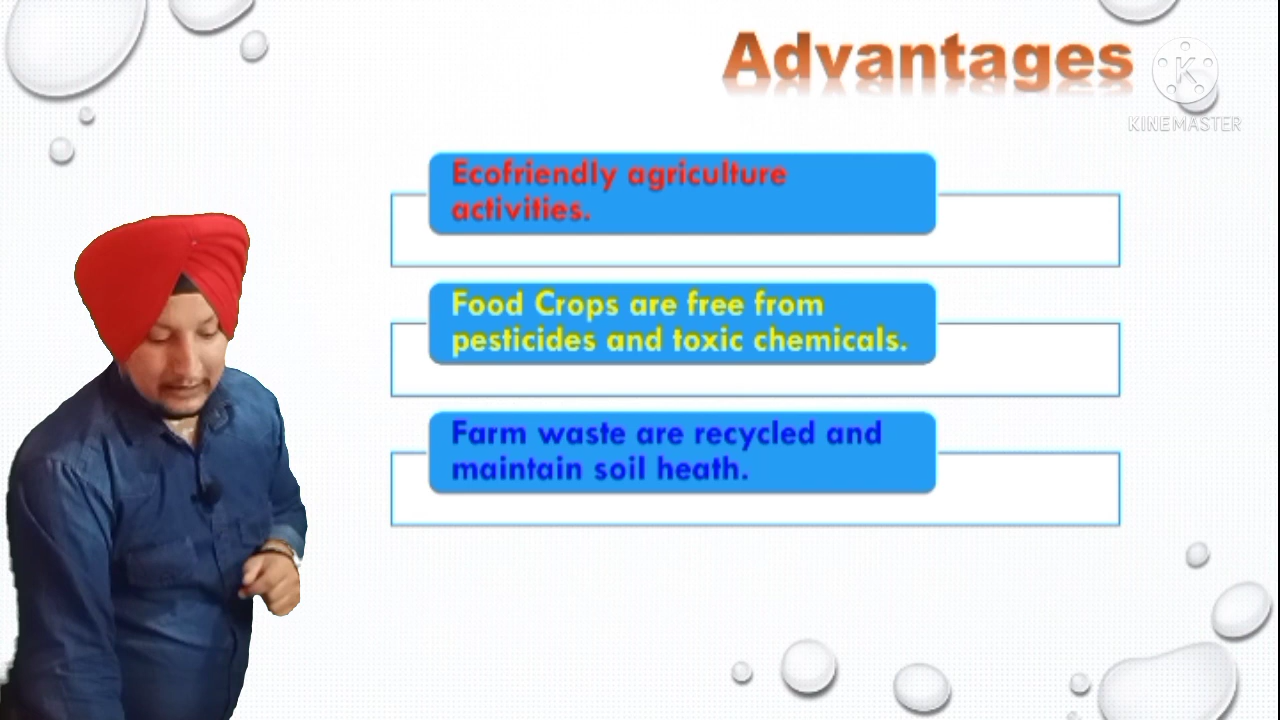 Advantages
K
KINEMASTER
Ecofriendly agriculture
activities.
Food Crops are free from
pesticides and toxic chemicals.
Farm waste are recycled and
maintain soil heath.